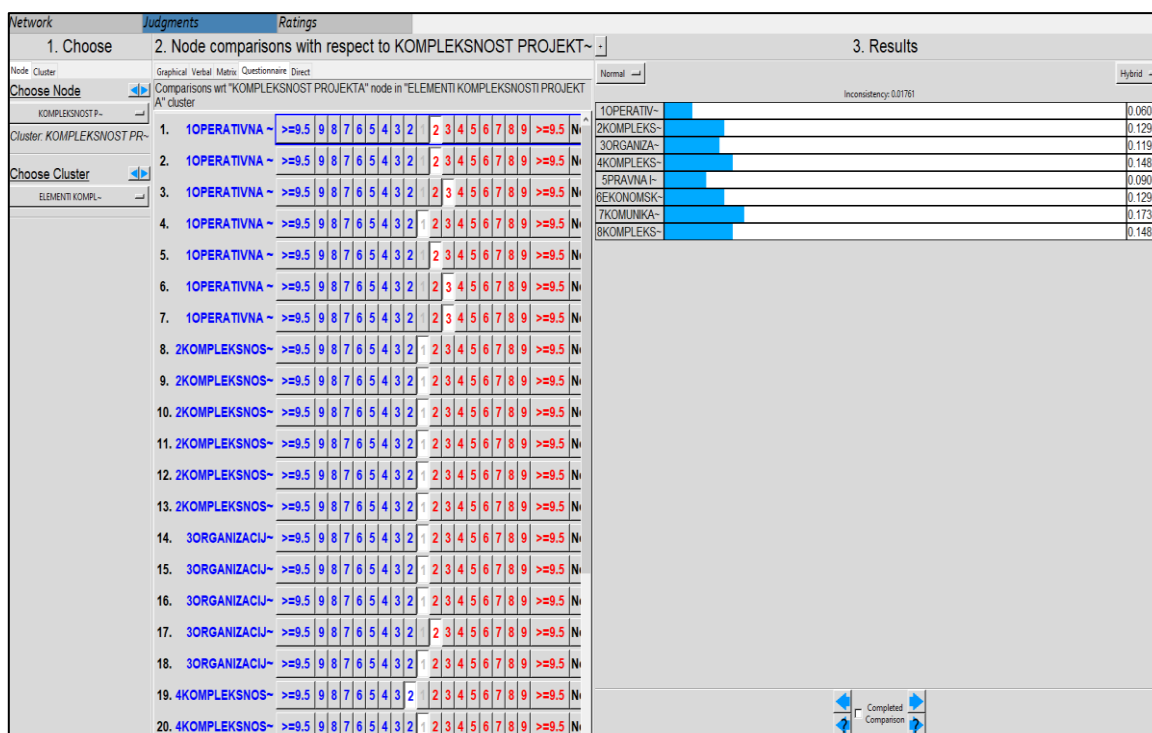 Network Judgments Ratings
1. Choose
Node Cluster
Choose Node
KOMPLEKSNOST P~
Cluster: KOMPLEKSNOST PR~
Choose Cluster
ELEMENTI KOMPL~
2. Node comparisons with respect to KOMPLEKSNOST PROJEKT~ +
Graphical Verbal Matrix Questionnaire Direct
Comparisons wrt "KOMPLEKSNOST PROJEKTA" node in "ELEMENTI KOMPLEKSNOSTI PROJEKT
A" cluster
1. 1OPERATIVNA ~ >=9.5 9 8 7 6 5 4 3 2 1 2 3 4 5 6 7 8 9 >=9.5
2. 1OPERATIVNA ~ >=9.5 9 8 7 6 5 4 3 2 1 2 3 4 5 6 7 8 9 >=9.5
3. 1OPERATIVNA ~ >=9.5 9 8 7 6 5 4 3 2 1 2 3 4 5 6 7 8 9 >=9.5
4. 1OPERATIVNA ~ >=9.5 9 8 7 6 5 4 3 2 1 2 3 4 5 6 7 8 9 >=9.5
5. 1OPERATIVNA ~ >=9.5 9 8 7 6 5 4 3 2 1 2 3 4 5 6 7 8 9 >=9.5
6. 1OPERATIVNA ~ >=9.5 9 8 7 6 5 4 3 2 1 2 3 4 5 6 7 8 9 >=9.5
7. 1OPERATIVNA ~ >=9.5 9 8 7 6 5 4 3 2 1 2 3 4 5 6 7 8 9 >=9.5
8. 2KOMPLEKSNOS~ >=9.5 9 8 7 6 5 4 3 2 1 2 3 4 5 6 7 8 9 >=9.5
9. 2KOMPLEKSNOS~ >=9.5 9 8 7 6 5 4 3 2 1 2 3 4 5 6 7 8 9 >=9.5
10. 2KOMPLEKSNOS~ >=9.5 9 8 7 6 5 4 3 2 1 2 3 4 5 6 7 8 9 >=9.5
11. 2KOMPLEKSNOS~ >=9.5 9 8 7 6 5 4 3 2 1 2 3 4 5 6 7 8 9 >=9.5
12. 2KOMPLEKSNOS~ >=9.5 9 8 7 6 5 4 3 2 1 2 3 4 5 6 7 8 9 >=9.5
13. 2KOMPLEKSNOS~ >=9.5 9 8 7 6 5 4 3 2 1 2 3 4 5 6 7 8 9 >=9.5
14. 3ORGANIZACIJ~ >=9.5 9 8 7 6 5 4 3 2 1 2 3 4 5 6 7 8 9 >=9.5
15. 3ORGANIZACIJ~ >=9.5 9 8 7 6 5 4 3 2 1 2 3 4 5 6 7 8 9 >=9.5
16. 3ORGANIZACIJ~ >=9.5 9 8 7 6 5 4 3 2 1 2 3 4 5 6 7 8 9 >=9.5
17. 3ORGANIZACIJ~ >=9.5 9 8 7 6 5 4 3 2 1 2 3 4 5 6 7 8 9 >=9.5
18. 3ORGANIZACIJ~ >=9.5 9 8 7 6 5 4 3 2 1 2 3 4 5 6 7 8 9 >=9.5
19. 4KOMPLEKSNOS~ >=9.5 9 8 7 6 5 4 3 2 1 2 3 4 5 6 7 8 9 >=9.5
20. 4KOMPLEKSNOS~ >=9.5 9 8 7 6 5 4 3 2 1 2 3 4 5 6 7 8 9 >=9.5
3. Results
Normal Hybrid
Inconsistency: 0.01761
1OPERATIV~ 0.060
2KOMPLEKS~ 0.129
3ORGANIZA~ 0.119
4KOMPLEKS~ 0.148
5PRAVNA I~ 0.090
6EKONOMSK~ 0.129
7KOMUNIKA~ 0.173
8KOMPLEKS~ 0.148
Completed
Comparison